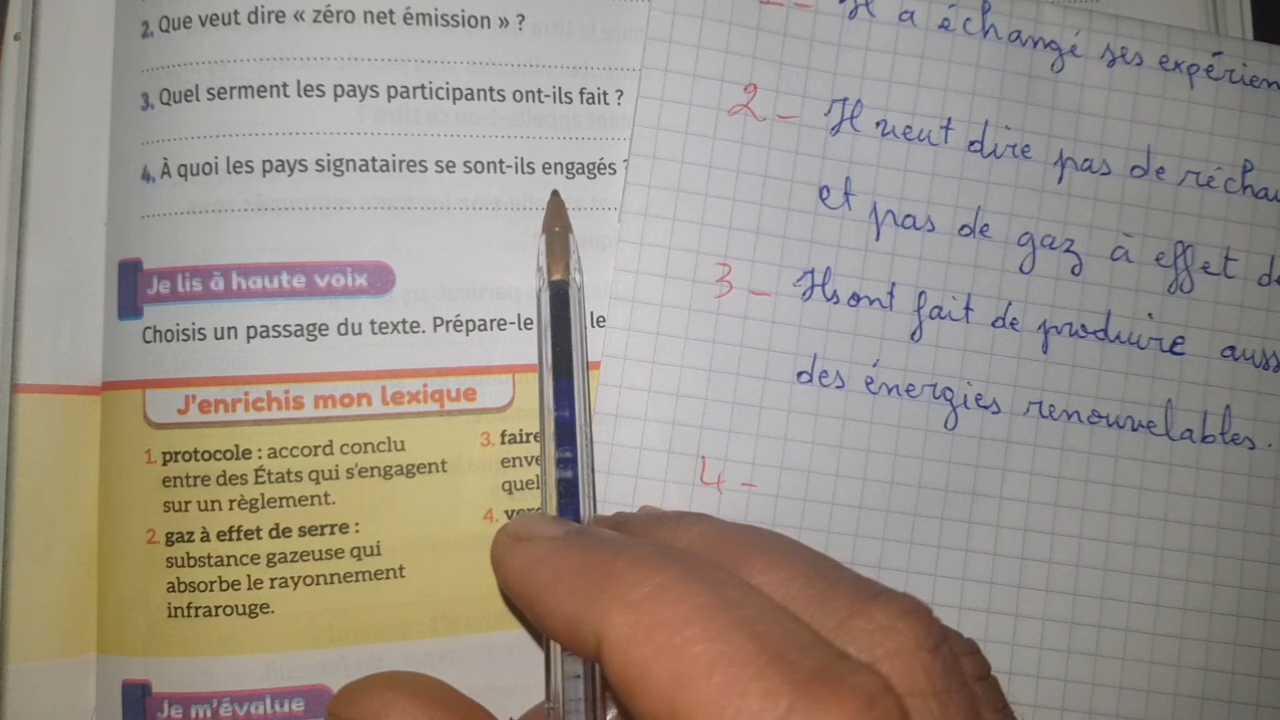 2. Que veut dire « zéro net émission » ?
3. Quel serment les pays participants ont-ils fait ?
4. À quoi les pays signataires se sont-ils engagés ?
Je lis à haute voix
Choisis un passage du texte. Prépare-le le
J'enrichis mon lexique
1. protocole : accord conclu
entre des États qui s'engagent
sur un règlement.
2. gaz à effet de serre :
substance gazeuse qui
absorbe le rayonnement
infrarouge.
3. faire
4.
Je m'évalue
Il a échangé ses
2- Il veut dire pas de
et pas de gaz à effet
3- Ils ont fait de produire
des énergies renouvelables.
4-